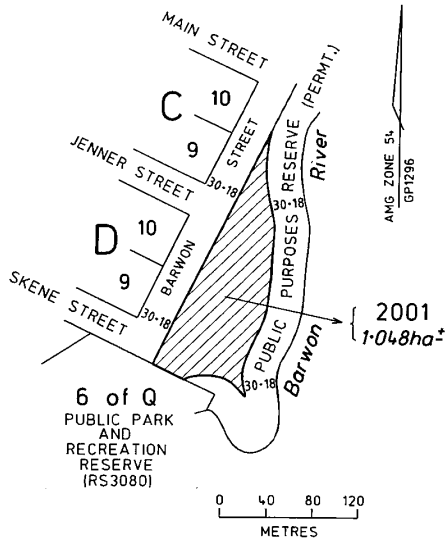 MAIN STREET
C
10
9
STREET
30·18
JENNER STREET
D
10
9
BARWON
30·18
SKENE STREET
(PERMT.)
RESERVE
30·18
PURPOSES
PUBLIC
30·18
River
Barwon
AMG ZONE 54
GP1296
2001
1·048ha±
6 of Q
PUBLIC PARK
AND
RECREATION
RESERVE
(RS3080)
0 40 80 120
METRES